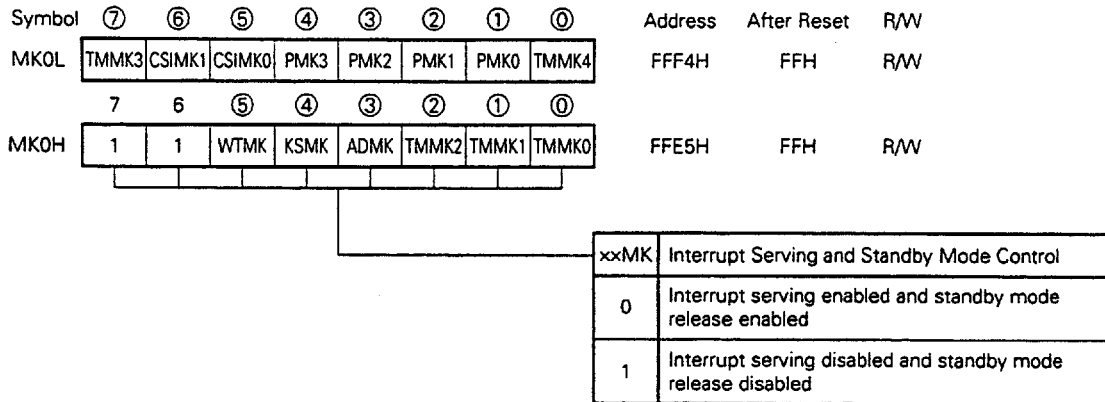 Symbol ⑦ ⑥ ⑤ ④ ③ ② ① ⓪ Address After Reset R/W
MK0L TMMK3 CSIMK1 CSIMK0 PMK3 PMK2 PMK1 PMK0 TMMK4 FFF4H FFH R/W
7 6 ⑤ ④ ③ ② ① ⓪
MK0H 1 1 WTMK KSMK ADMK TMMK2 TMMK1 TMMK0 FFE5H FFH R/W
xxMK Interrupt Serving and Standby Mode Control
0 Interrupt serving enabled and standby mode
release enabled
1 Interrupt serving disabled and standby mode
release disabled